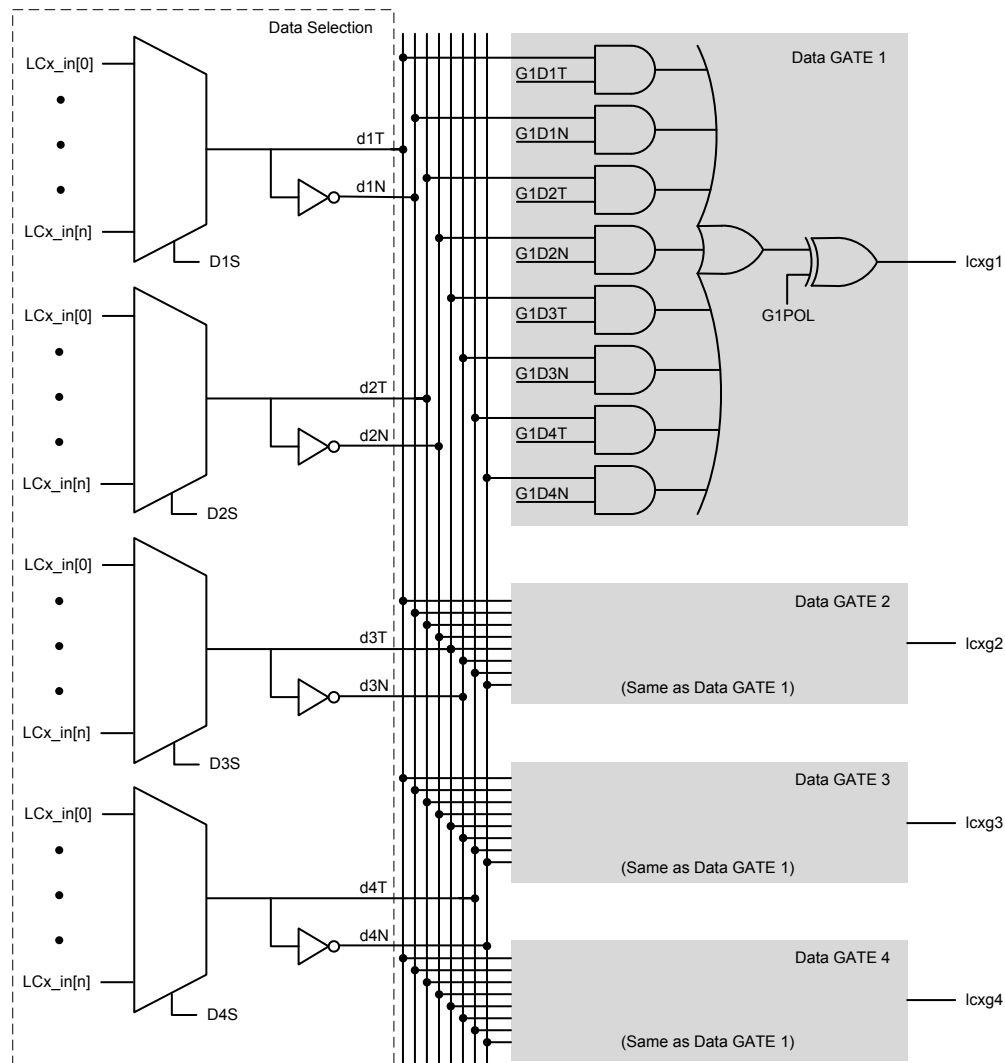 Data Selection
LCx_in[0]
LCx_in[n]
D1S
d1T
d1N
LCx_in[0]
LCx_in[n]
D2S
d2T
d2N
LCx_in[0]
LCx_in[n]
D3S
d3T
d3N
LCx_in[0]
LCx_in[n]
D4S
d4T
d4N
Data GATE 1
G1D1T
G1D1N
G1D2T
G1D2N
G1D3T
G1D3N
G1D4T
G1D4N
G1POL
lcxg1
Data GATE 2
(Same as Data GATE 1)
lcxg2
Data GATE 3
(Same as Data GATE 1)
lcxg3
Data GATE 4
(Same as Data GATE 1)
lcxg4